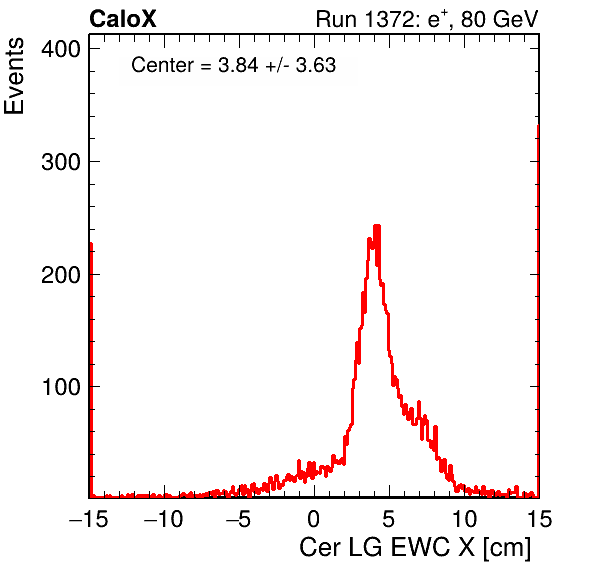 CaloX
Run 1372: e+, 80 GeV
Events
Center = 3.84 +/- 3.63
400
300
200
100
−15
−10
−5
0
5
10
15
Cer LG EWC X [cm]